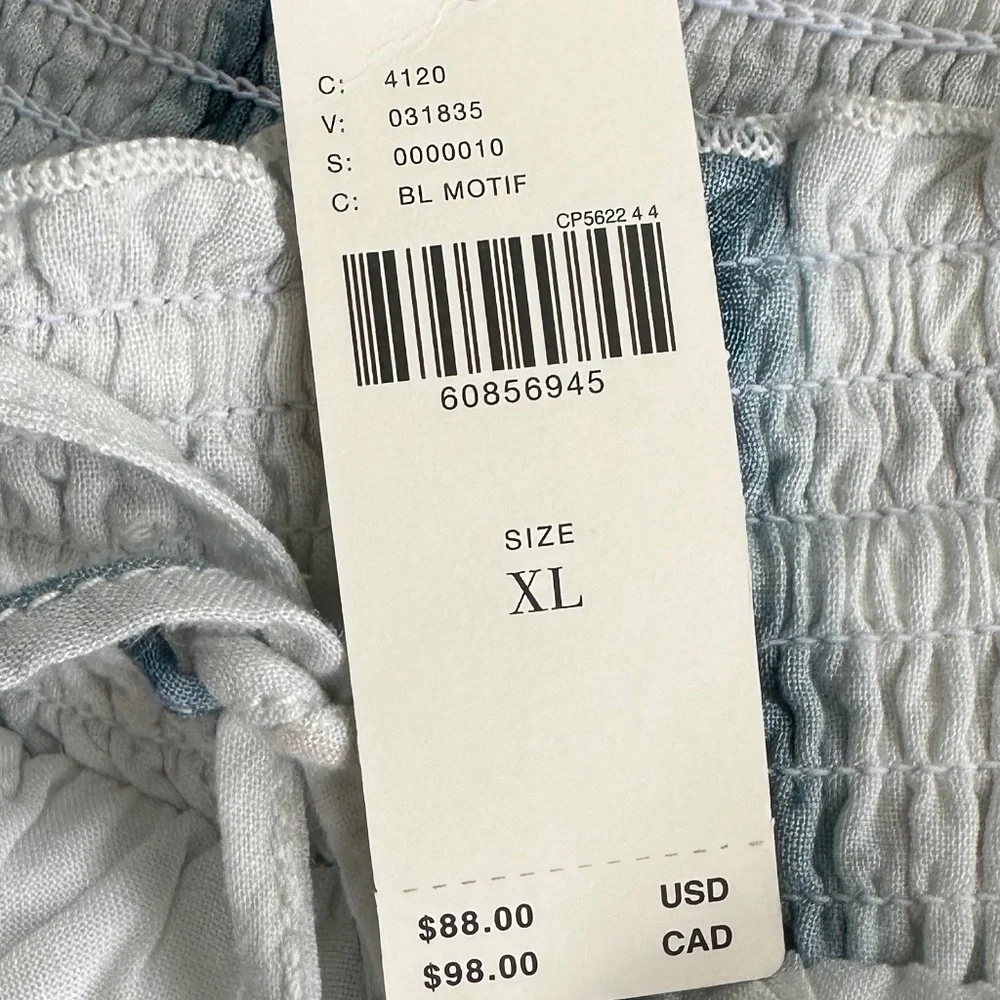 C: 4120
V: 031835
S: 0000010
C: BL MOTIF
CP5622 4 4
60856945
SIZE
XL
$88.00 USD
$98.00 CAD